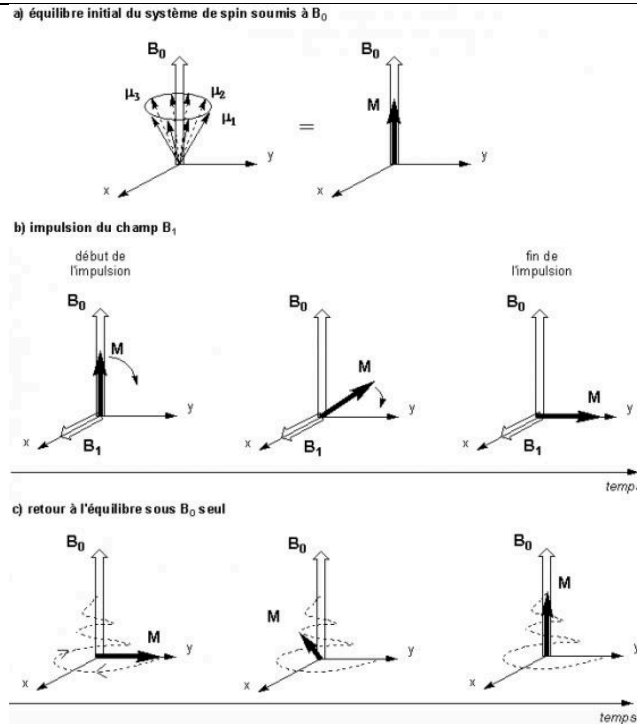 a) équilibre initial du système de spin soumis à B₀
B₀
B₀
μ₃
μ₂
μ₁
M
=
y
y
x
x
b) impulsion du champ B₁
début de
l'impulsion
fin de
l'impulsion
B₀
B₀
B₀
M
M
M
y
y
y
x
x
x
B₁
B₁
B₁
temps
c) retour à l'équilibre sous B₀ seul
B₀
B₀
B₀
M
M
M
y
y
y
x
x
x
temps